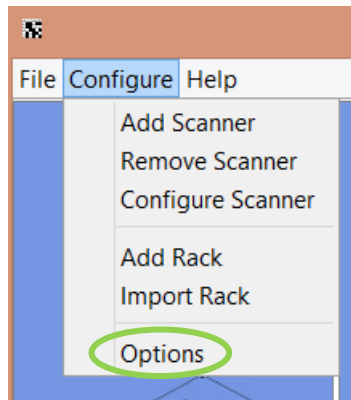 File Configure Help
Add Scanner
Remove Scanner
Configure Scanner
Add Rack
Import Rack
Options